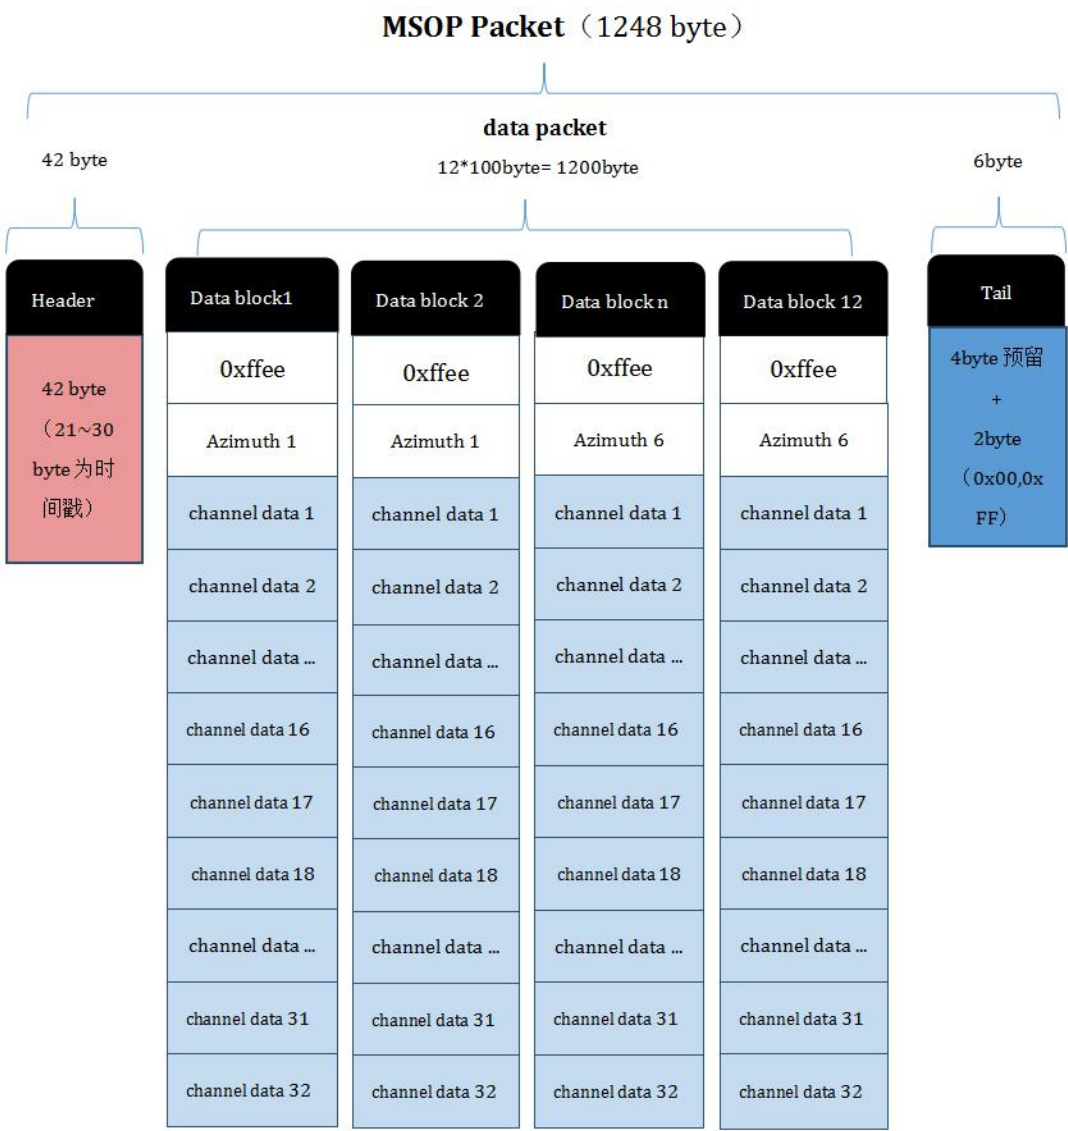 MSOP Packet（1248 byte）
data packet
42 byte
12*100byte= 1200byte
6byte
Header
42 byte
（21~30
byte 为时
间戳）
Data block1
0xffee
Azimuth 1
channel data 1
channel data 2
channel data ...
channel data 16
channel data 17
channel data 18
channel data ...
channel data 31
channel data 32
Data block 2
0xffee
Azimuth 1
channel data 1
channel data 2
channel data ...
channel data 16
channel data 17
channel data 18
channel data ...
channel data 31
channel data 32
Data block n
0xffee
Azimuth 6
channel data 1
channel data 2
channel data ...
channel data 16
channel data 17
channel data 18
channel data ...
channel data 31
channel data 32
Data block 12
0xffee
Azimuth 6
channel data 1
channel data 2
channel data ...
channel data 16
channel data 17
channel data 18
channel data ...
channel data 31
channel data 32
Tail
4byte 预留
+
2byte
（0x00,0x
FF）